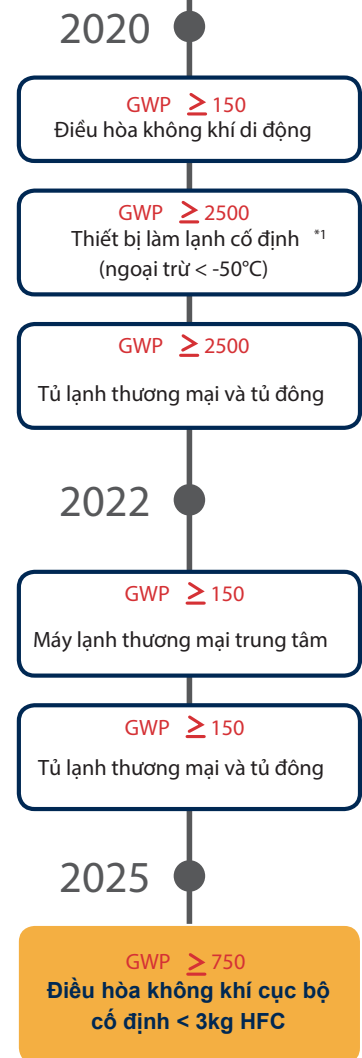 2020
GWP ≥ 150
Điều hòa không khí di động
GWP ≥ 2500
Thiết bị làm lạnh cố định *1
(ngoại trừ < -50°C)
GWP ≥ 2500
Tủ lạnh thương mại và tủ đông
2022
GWP ≥ 150
Máy lạnh thương mại trung tâm
GWP ≥ 150
Tủ lạnh thương mại và tủ đông
2025
GWP ≥ 750
Điều hòa không khí cục bộ
cố định < 3kg HFC